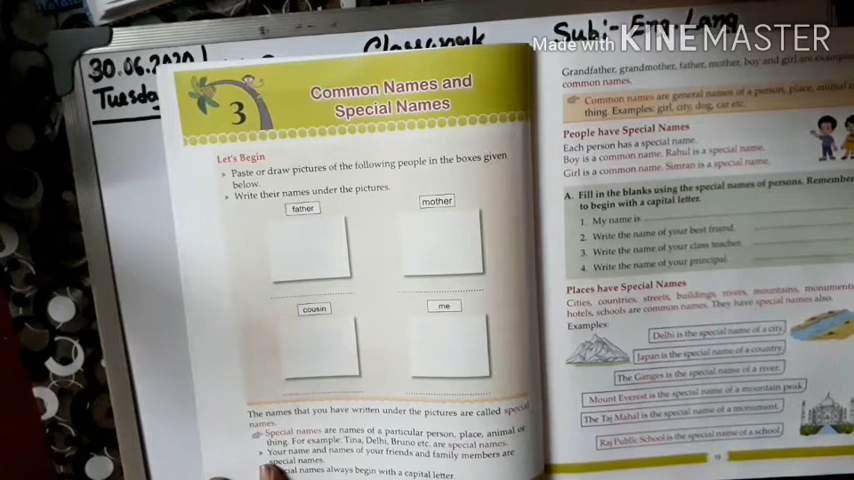 30.06.2020
Tuesday
Classwork
Sub:- Eng. Lang
Made with KINEMASTER
3
Common Names and
Special Names
Let's Begin
Paste or draw pictures of the following people in the boxes given
below.
Write their names under the pictures.
father
mother
cousin
me
The names that you have written under the pictures are called special
names.
Special names are names of a particular person, place, animal or
thing. For example: Tina, Delhi, Bruno etc. are special names.
Your name and names of your friends and family members are
special names.
names always begin with a capital letter.
Grandfather, grandmother, father, mother, boy and girl are
common names.
Common names are general names of a person, place, animal
thing. Examples: girl, city, dog, car etc.
People have Special Names
Each person has a special name.
Boy is a common name. Rahul is a special name.
Girl is a common name. Simran is a special name.
A. Fill in the blanks using the special names of persons. Remember
to begin with a capital letter.
1. My name is
2. Write the name of your best friend.
3. Write the name of your class teacher.
4. Write the name of your principal.
Places have Special Names
Cities, countries, streets, buildings, rivers, mountains, monuments
hotels, schools are common names. They have special names also.
Examples:
Delhi is the special name of a city.
Japan is the special name of a country.
The Ganges is the special name of a river.
Mount Everest is the special name of a mountain peak.
The Taj Mahal is the special name of a monument.
Raj Public School is the special name of a school.